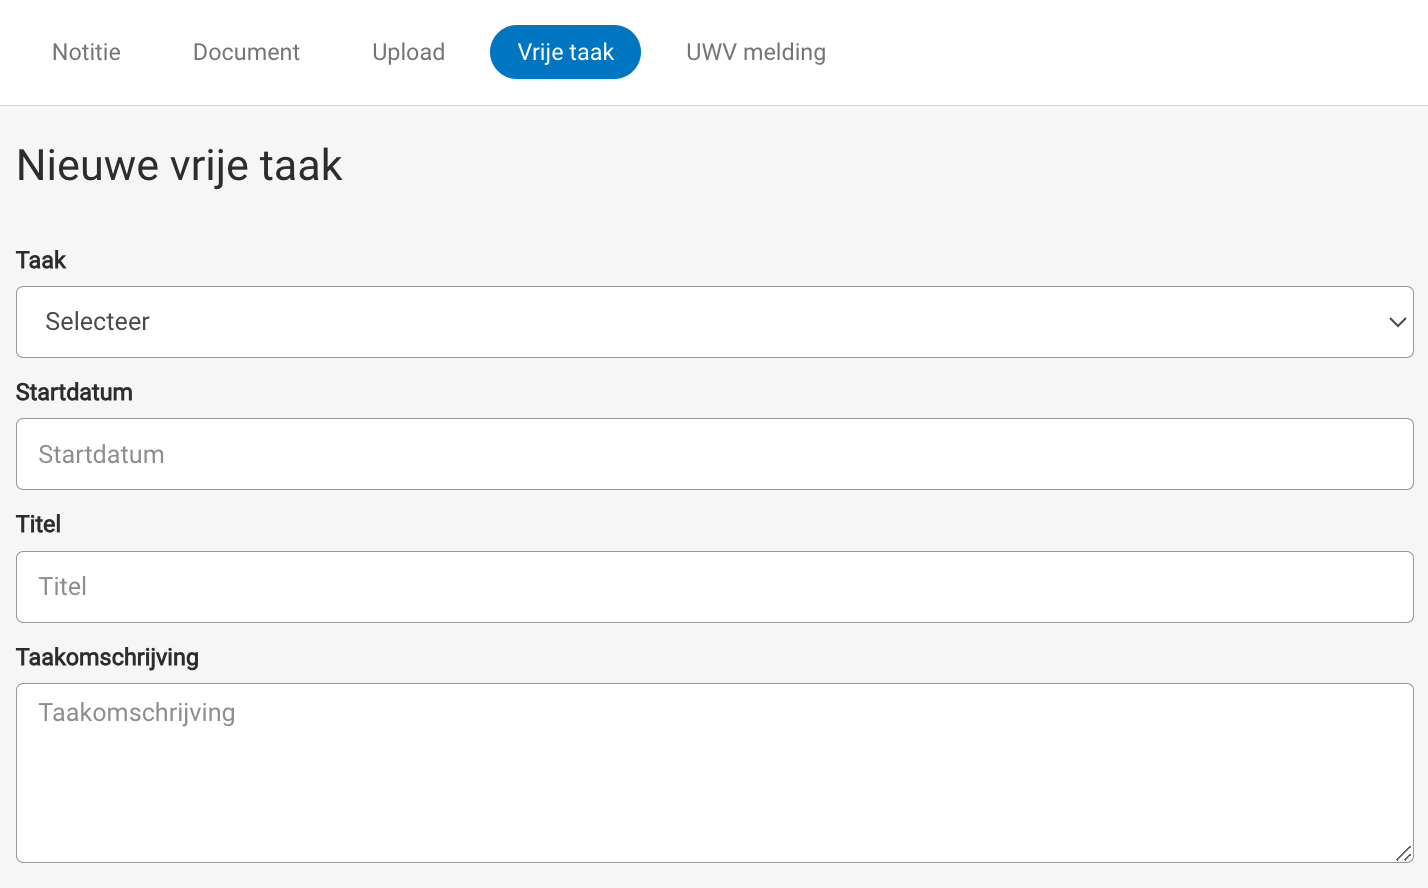 Notitie Document Upload Vrije taak UWV melding
Nieuwe vrije taak
Taak
Selecteer
Startdatum
Startdatum
Titel
Titel
Taakomschrijving
Taakomschrijving